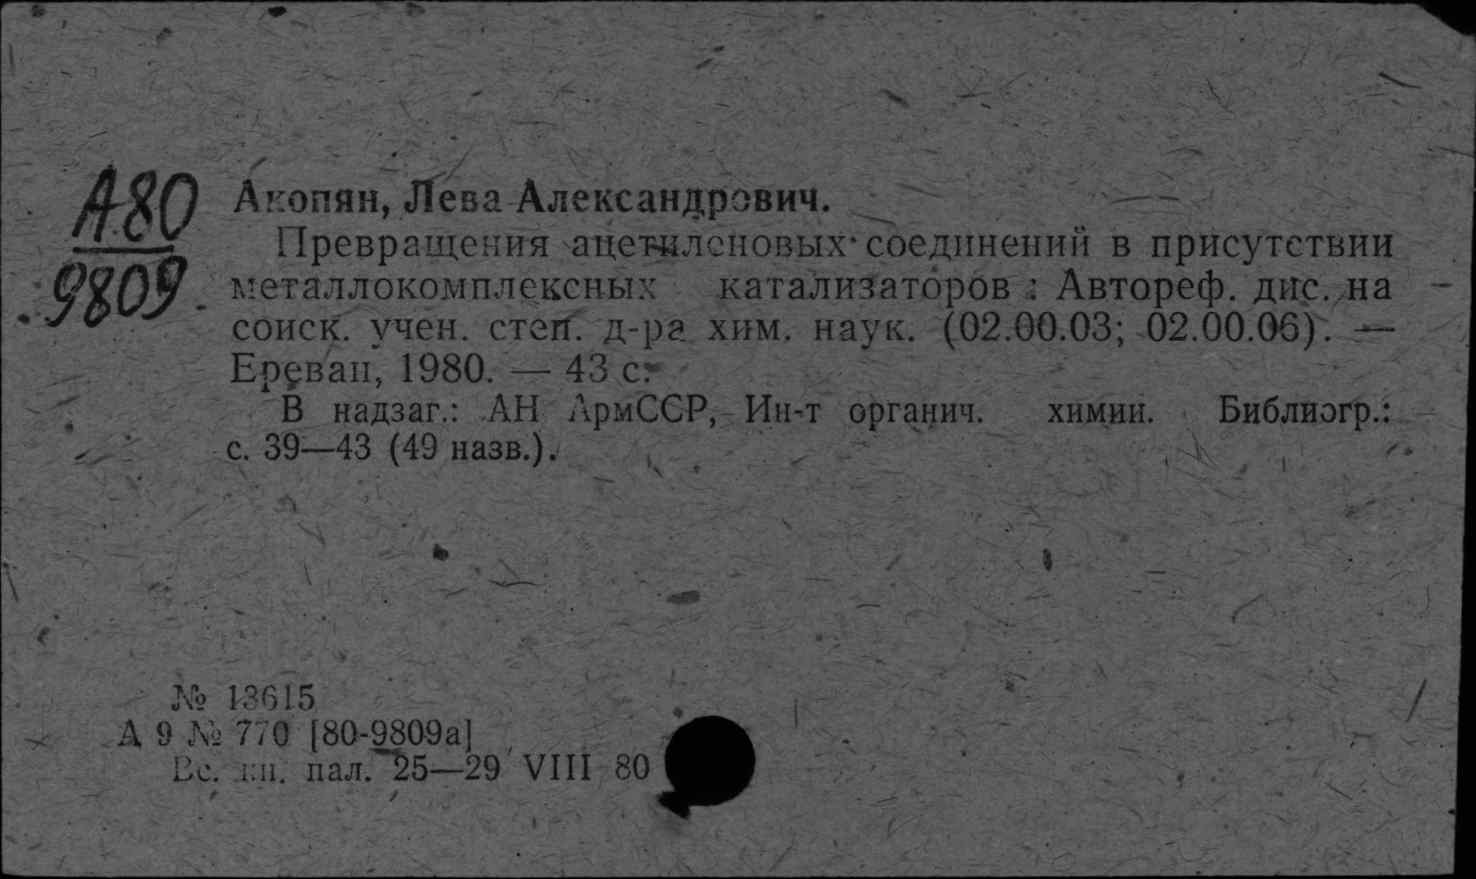 А80
9809
Акопян, Лева Александрович.
Превращения ацетиленовых соединений в присутствии
металлокомплексных катализаторов : Автореф. дис. на
соиск. учен. степ. д-ра хим. наук. (02.00.03; 02.00.06). —
Ереван, 1980. — 43 с.
В надзаг.: АН АрмССР, Ин-т органич. химии. Библиогр.:
с. 39—43 (49 назв.).
№ 13615
А 9 № 770 [80-9809а]
Вс. кн. пал. 25—29 VIII 80